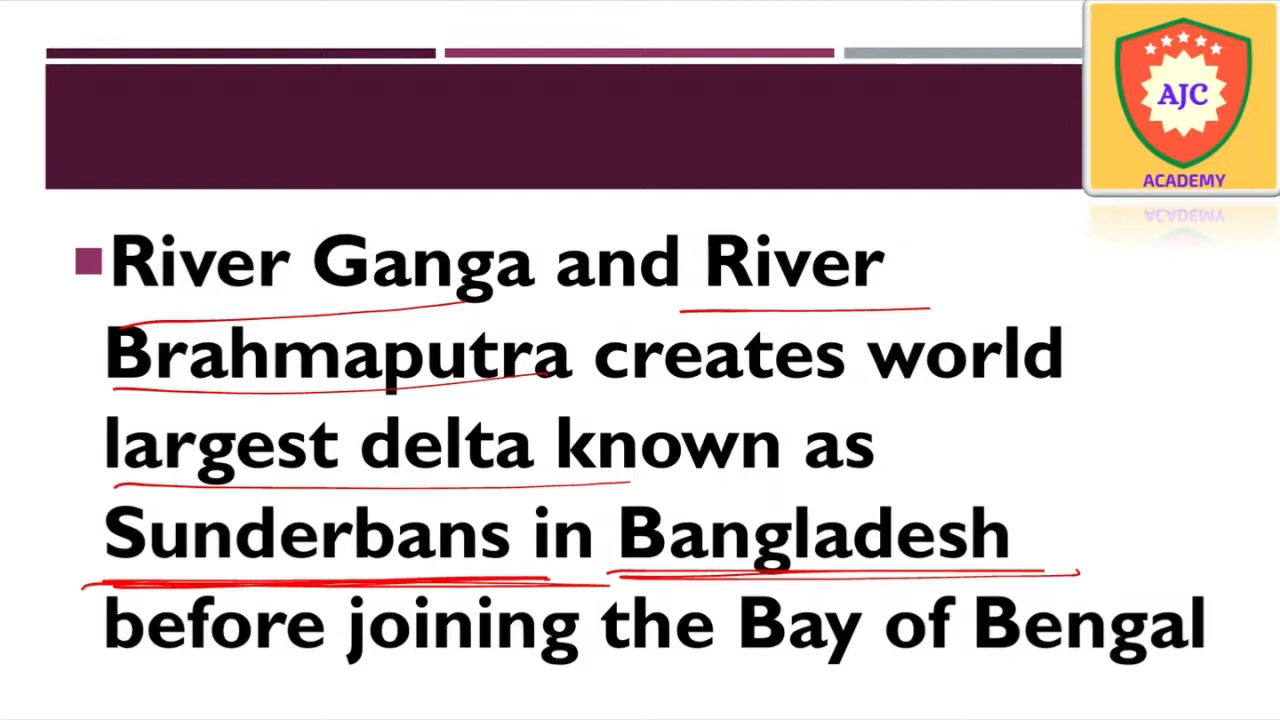 AJC
ACADEMY
River Ganga and River
Brahmaputra creates world
largest delta known as
Sunderbans in Bangladesh
before joining the Bay of Bengal